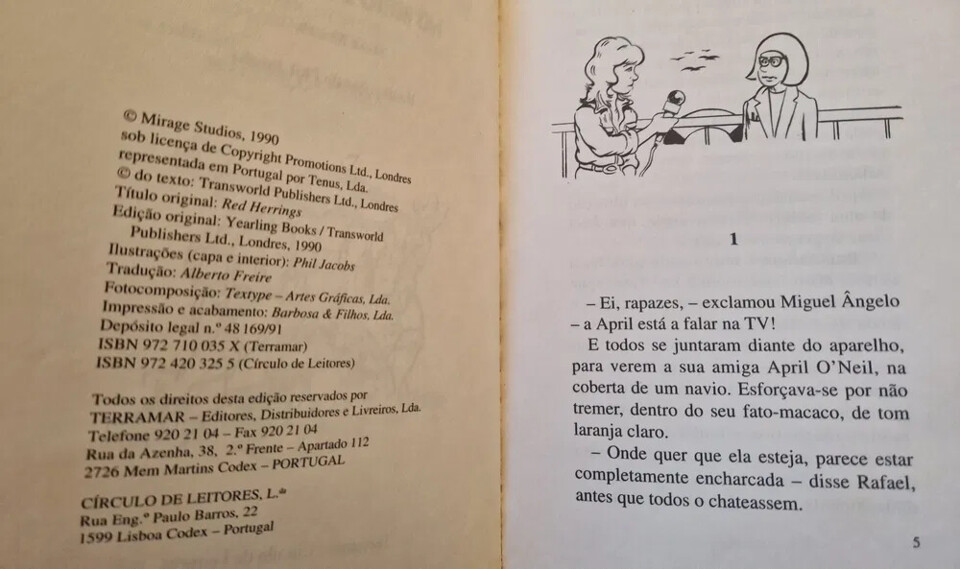 © Mirage Studios, 1990
sob licença de Copyright Promotions Ltd., Londres
representada em Portugal por Tenus, Lda.
© do texto: Transworld Publishers Ltd., Londres
Título original: Red Herrings
Edição original: Yearling Books / Transworld
Publishers Ltd., Londres, 1990
Ilustrações (capa e interior): Phil Jacobs
Tradução: Alberto Freire
Fotocomposição: Textype – Artes Gráficas, Lda.
Impressão e acabamento: Barbosa & Filhos, Lda.
Depósito legal n.º 48 169/91
ISBN 972 710 035 X (Terramar)
ISBN 972 420 325 5 (Círculo de Leitores)
Todos os direitos desta edição reservados por
TERRAMAR – Editores, Distribuidores e Livreiros, Lda.
Telefone 920 21 04 – Fax 920 21 04
Rua da Azenha, 38, 2.º Frente – Apartado 112
2726 Mem Martins Codex – PORTUGAL
CÍRCULO DE LEITORES, L.da
Rua Eng.º Paulo Barros, 22
1599 Lisboa Codex – Portugal
1
– Ei, rapazes, – exclamou Miguel Ângelo
– a April está a falar na TV!
E todos se juntaram diante do aparelho,
para verem a sua amiga April O'Neil, na
coberta de um navio. Esforçava-se por não
tremer, dentro do seu fato-macaco, de tom
laranja claro.
– Onde quer que ela esteja, parece estar
completamente encharcada – disse Rafael,
antes que todos o chateassem.
5